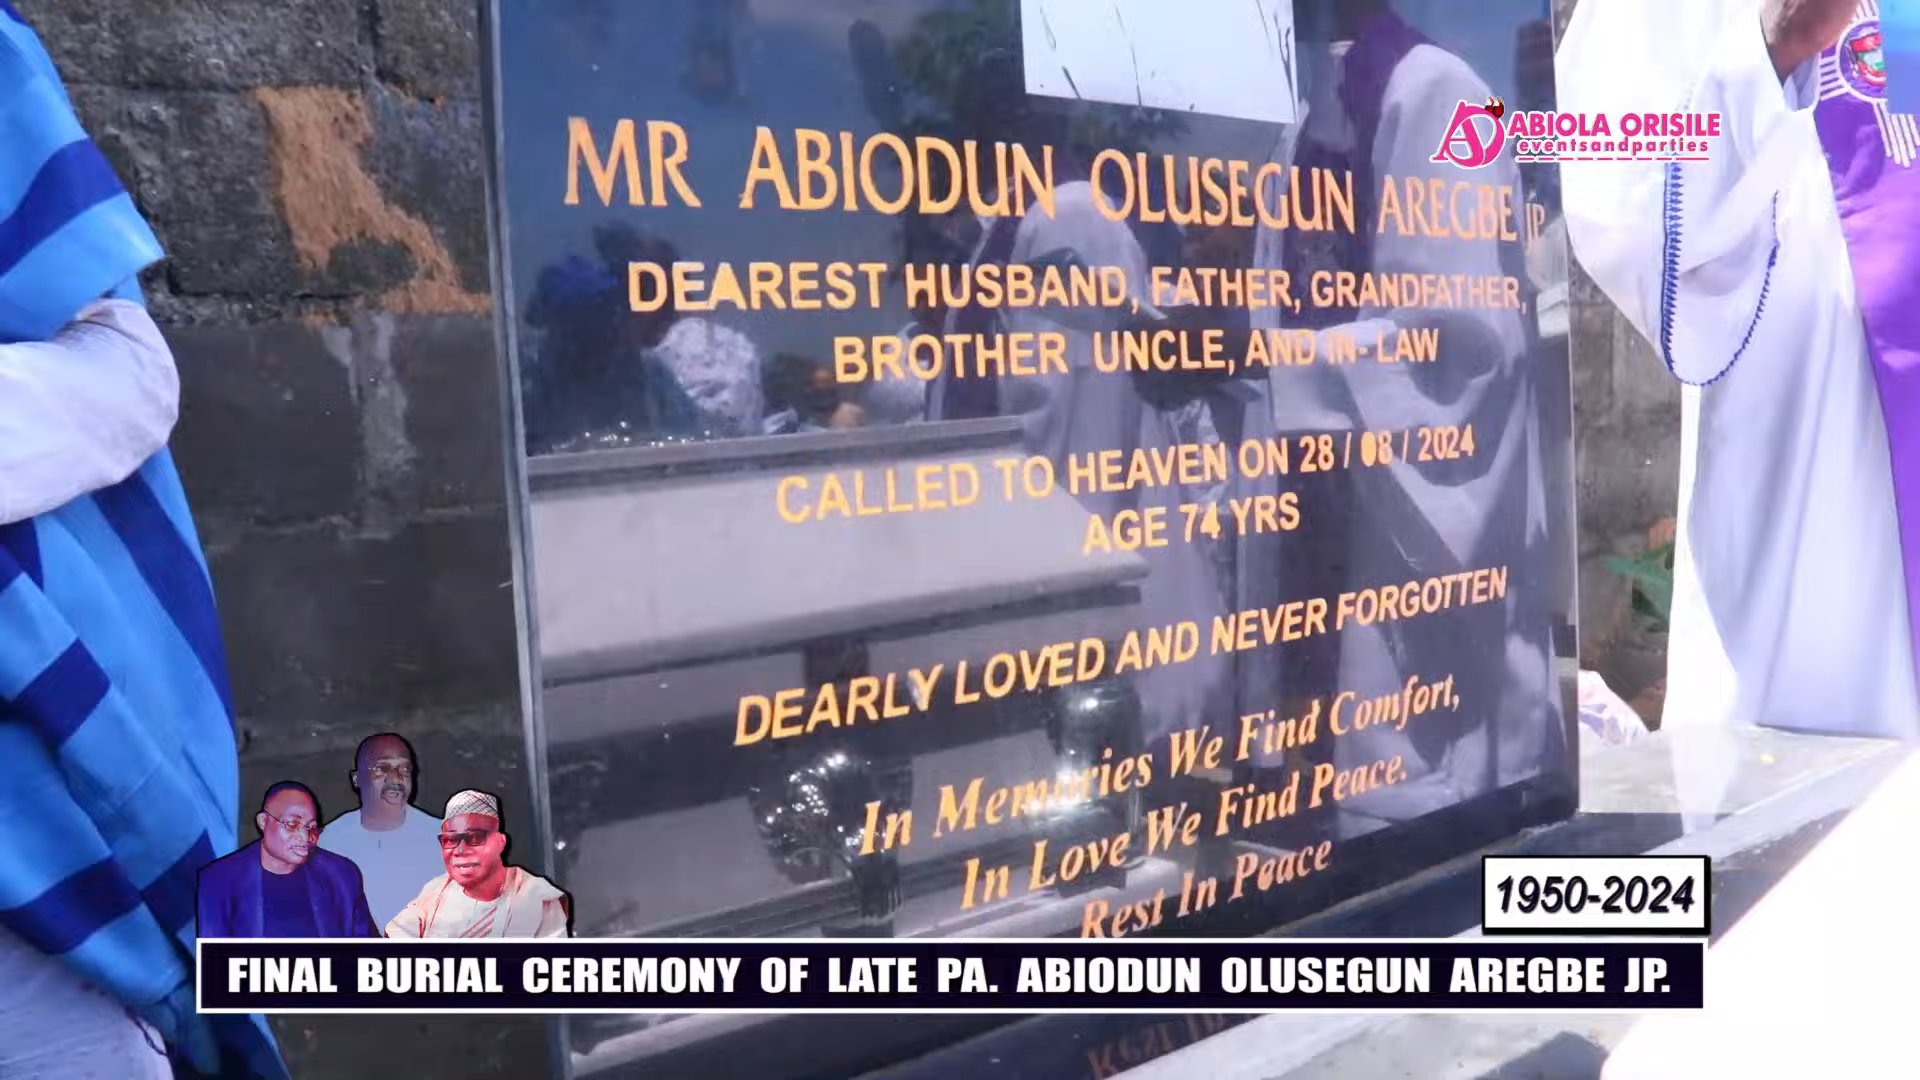 ABIOLA ORISILE
eventsandparties
MR ABIODUN OLUSEGUN AREGBE JP.
DEAREST HUSBAND, FATHER, GRANDFATHER,
BROTHER UNCLE, AND IN- LAW
CALLED TO HEAVEN ON 28 / 08 / 2024
AGE 74 YRS
DEARLY LOVED AND NEVER FORGOTTEN
In Memories We Find Comfort,
In Love We Find Peace.
Rest In Peace
1950-2024
FINAL BURIAL CEREMONY OF LATE PA. ABIODUN OLUSEGUN AREGBE JP.